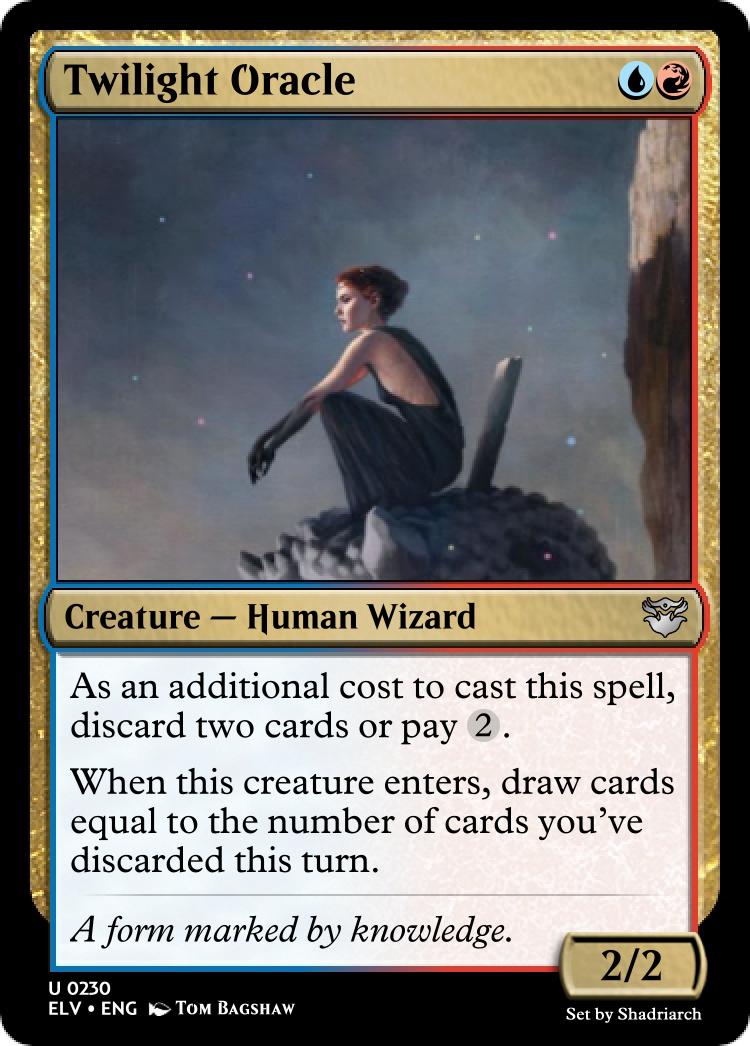 Twilight Oracle
Creature — Human Wizard
As an additional cost to cast this spell,
discard two cards or pay 2.
When this creature enters, draw cards
equal to the number of cards you've
discarded this turn.
A form marked by knowledge.
2/2
U 0230
ELV • ENG Tom Bagshaw
Set by Shadriarch